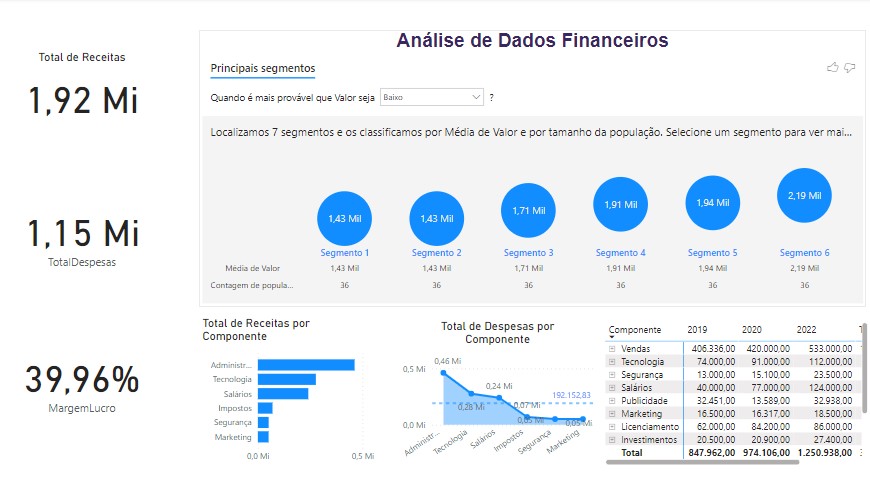 Análise de Dados Financeiros
Total de Receitas
1,92 Mi
1,15 Mi
TotalDespesas
39,96%
MargemLucro
Principais segmentos
Quando é mais provável que Valor seja Baixo ?
Localizamos 7 segmentos e os classificamos por Média de Valor e por tamanho da população. Selecione um segmento para ver mai...
1,43 Mil 1,43 Mil 1,71 Mil 1,91 Mil 1,94 Mil 2,19 Mil
Segmento 1 Segmento 2 Segmento 3 Segmento 4 Segmento 5 Segmento 6
Média de Valor 1,43 Mil 1,43 Mil 1,71 Mil 1,91 Mil 1,94 Mil 2,19 Mil
Contagem de popula... 36 36 36 36 36 36
Total de Receitas por
Componente
Administr...
Tecnologia
Salários
Impostos
Segurança
Marketing
0,0 Mi 0,5 Mi
Total de Despesas por
Componente
0,5 Mi
0,0 Mi
0,46 Mi
0,28 Mi
0,24 Mi
0,07 Mi
0,05 Mi
0,05 Mi
192.152,83
Administr...
Tecnologia
Salários
Impostos
Segurança
Marketing
Componente 2019 2020 2022
Vendas 406.336,00 420.000,00 533.000,00
Tecnologia 74.000,00 91.000,00 112.000,00
Segurança 13.000,00 15.100,00 23.500,00
Salários 40.000,00 77.000,00 124.000,00
Publicidade 32.451,00 13.589,00 32.938,00
Marketing 16.500,00 16.317,00 18.500,00
Licenciamento 62.000,00 84.200,00 86.000,00
Investimentos 20.500,00 20.900,00 27.400,00
Total 847.962,00 974.106,00 1.250.938,00